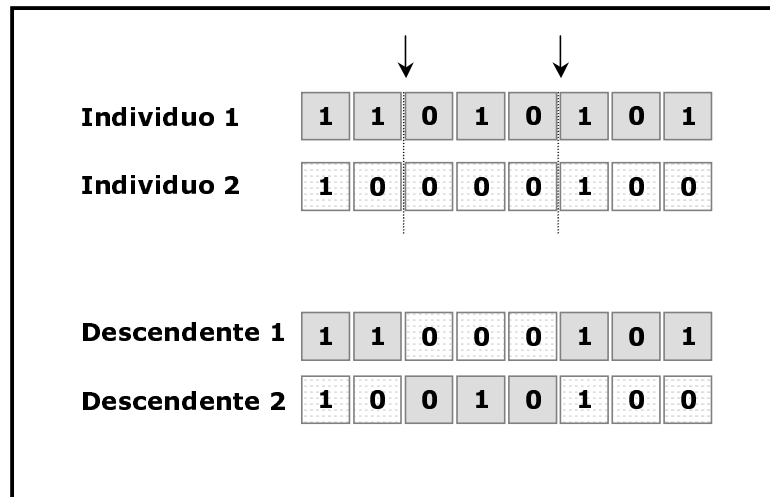 Individuo 1 1 1 0 1 0 1 0 1
Individuo 2 1 0 0 0 0 1 0 0
Descendente 1 1 1 0 0 0 1 0 1
Descendente 2 1 0 0 1 0 1 0 0